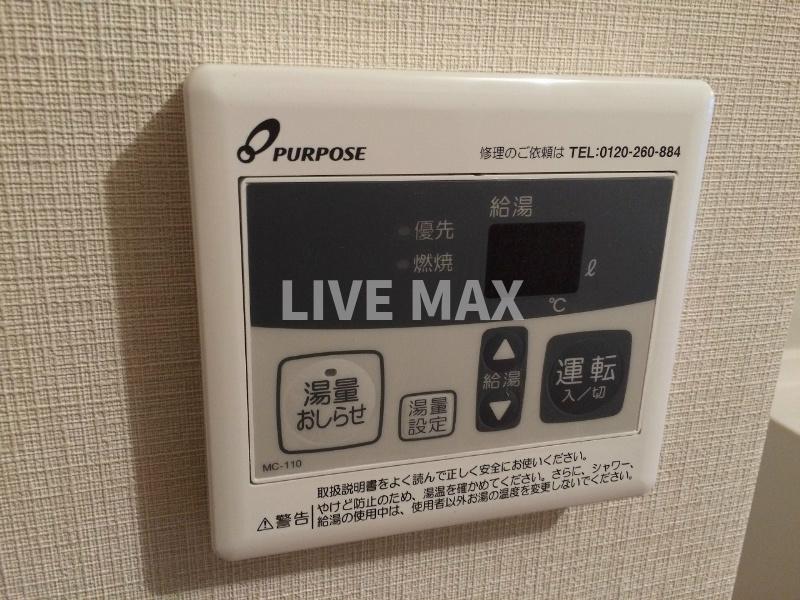 PURPOSE
修理のご依頼は TEL:0120-260-884
給湯
優先
燃焼
ℓ
℃
LIVE MAX
湯量
おしらせ
湯量
設定
▲
給湯
▼
運転
入/切
MC-110
⚠警告
取扱説明書をよく読んで正しく安全にお使いください。
やけど防止のため、湯温を確かめてください。さらに、シャワー、
給湯の使用中は、使用者以外お湯の温度を変更しないでください。